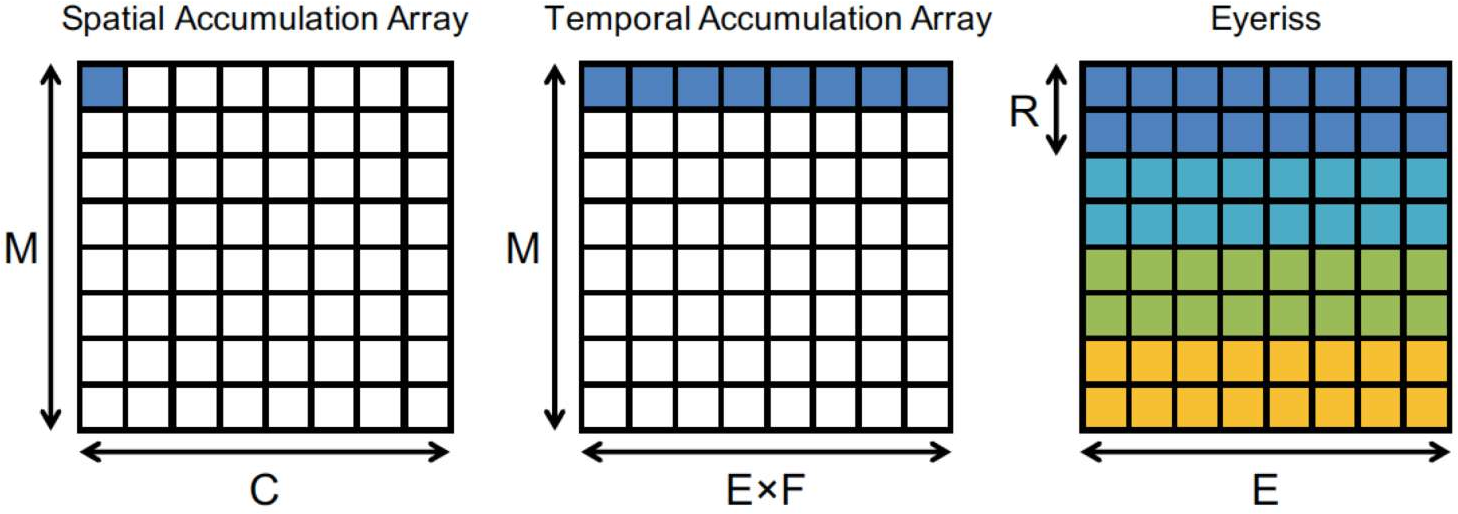 Spatial Accumulation Array
Temporal Accumulation Array
Eyeriss
M
M
R
C
E×F
E